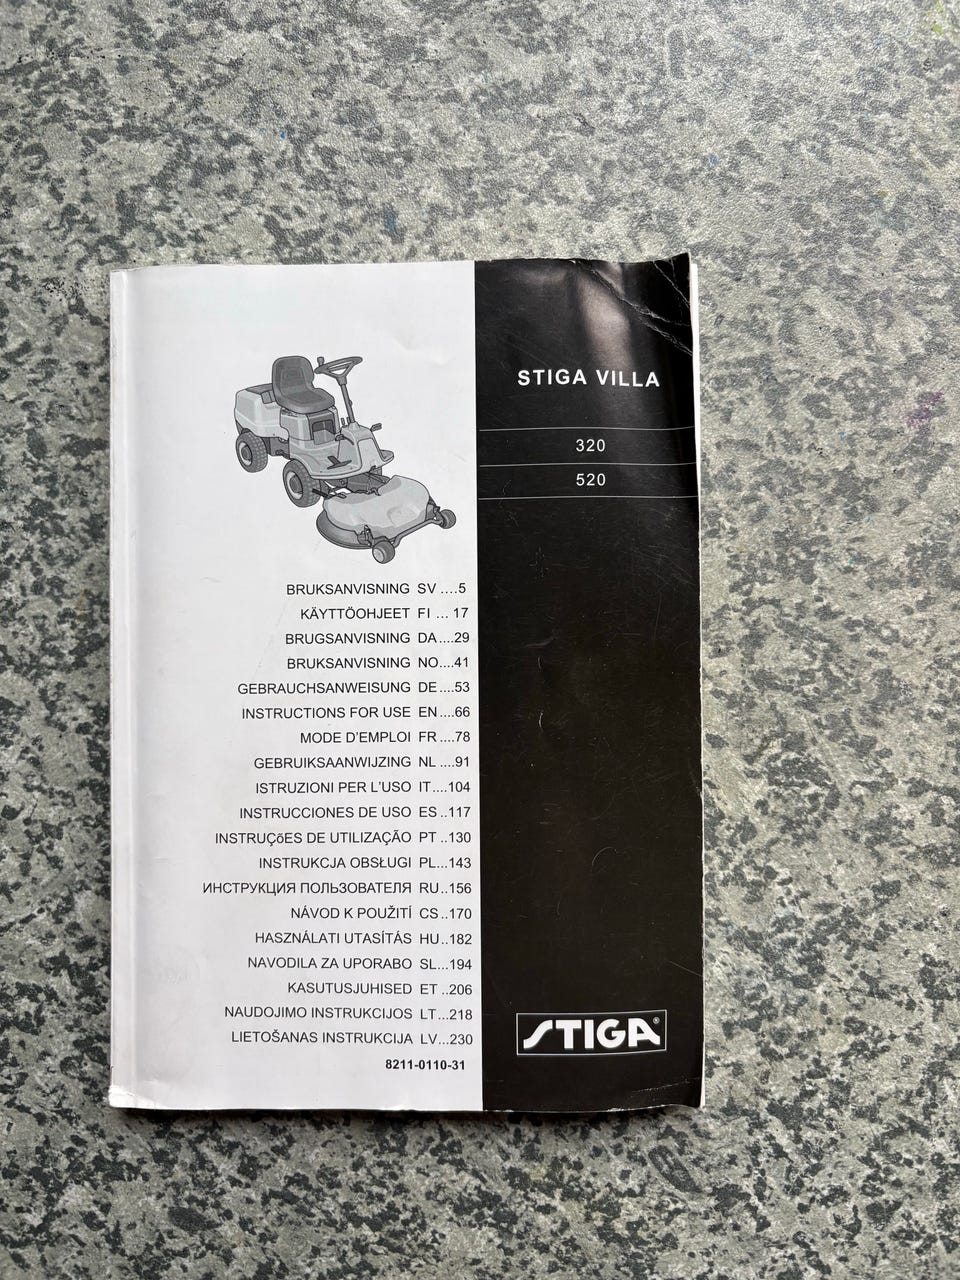 STIGA VILLA
320
520
BRUKSANVISNING SV ....5
KÄYTTÖOHJEET FI ... 17
BRUGSANVISNING DA....29
BRUKSANVISNING NO....41
GEBRAUCHSANWEISUNG DE....53
INSTRUCTIONS FOR USE EN....66
MODE D'EMPLOI FR....78
GEBRUIKSAANWIJZING NL ....91
ISTRUZIONI PER L'USO IT....104
INSTRUCCIONES DE USO ES..117
INSTRUÇõES DE UTILIZAÇÃO PT ..130
INSTRUKCJA OBSŁUGI PL...143
ИНСТРУКЦИЯ ПОЛЬЗОВАТЕЛЯ RU..156
NÁVOD K POUŽITÍ CS..170
HASZNÁLATI UTASÍTÁS HU..182
NAVODILA ZA UPORABO SL...194
KASUTUSJUHISED ET ..206
NAUDOJIMO INSTRUKCIJOS LT...218
LIETOŠANAS INSTRUKCIJA LV...230
8211-0110-31
STIGA®